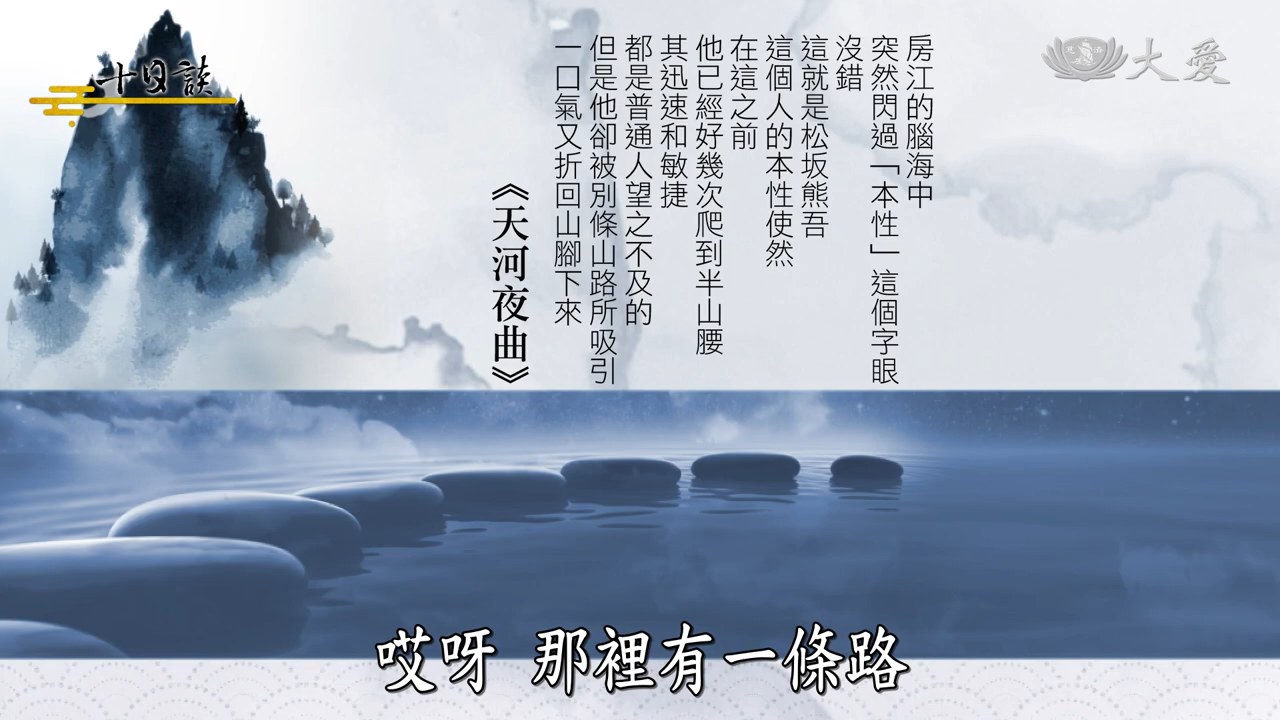 十日談
大愛
房江的腦海中
突然閃過「本性」這個字眼
沒錯
這就是松坂熊吾
這個人的本性使然
在這之前
他已經好幾次爬到半山腰
其迅速和敏捷
都是普通人望之不及的
但是他卻被別條山路所吸引
一口氣又折回山腳下來
《天河夜曲》
哎呀 那裡有一條路